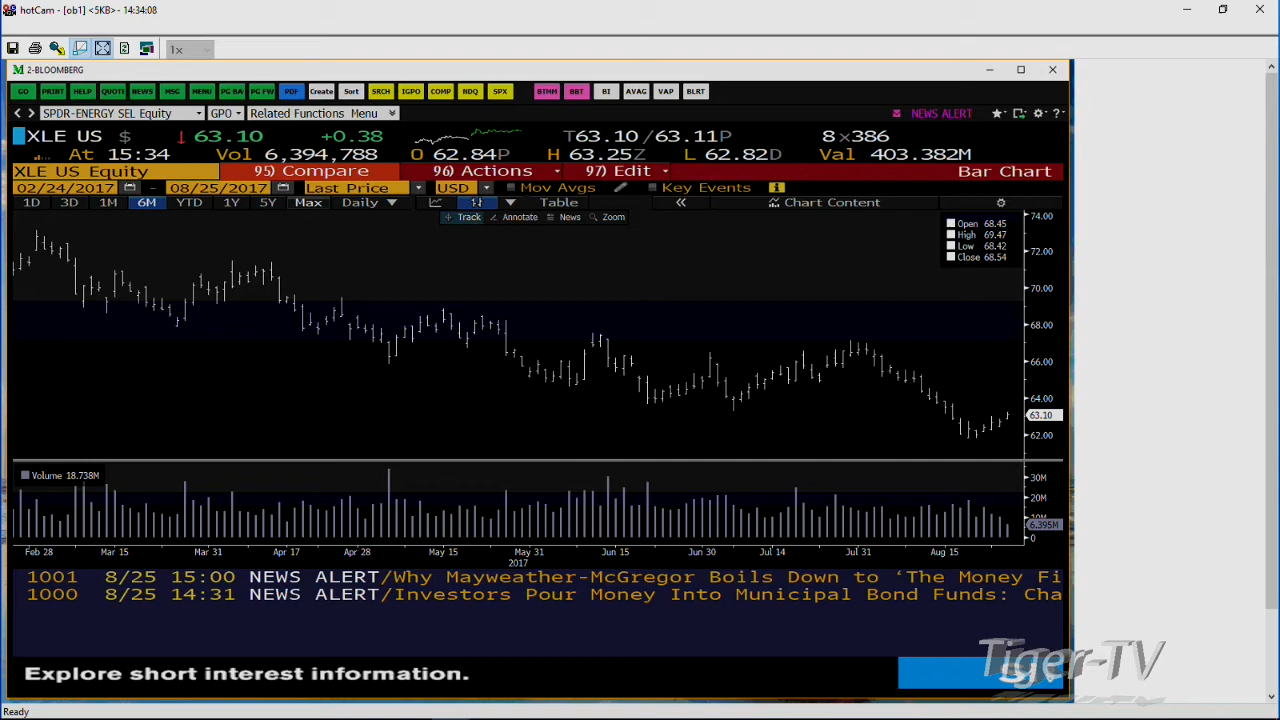 hotCam - [ob1] <5KB> - 14:34:08
1x
M 2-BLOOMBERG
GO PRINT HELP QUOTE NEWS MSG MENU PG BA PG FW PDF Create Sort SRCH IGPO COMP NDQ SPX BTMM BBT BI AVAG VAP BLRT
SPDR-ENERGY SEL Equity GPO Related Functions Menu NEWS ALERT
XLE US $ ↓ 63.10 +0.38 T63.10/63.11P 8×386
At 15:34 Vol 6,394,788 O 62.84P H 63.25Z L 62.82D Val 403.382M
XLE US Equity 95) Compare 96) Actions 97) Edit Bar Chart
02/24/2017 - 08/25/2017 Last Price USD Mov Avgs Key Events
1D 3D 1M 6M YTD 1Y 5Y Max Daily ▼ Table « Chart Content
Track Annotate News Zoom
Open 68.45
High 69.47
Low 68.42
Close 68.54
74.00
72.00
70.00
68.00
66.00
64.00
63.10
62.00
Volume 18.738M
30M
20M
10M
6.395M
0
Feb 28 Mar 15 Mar 31 Apr 17 Apr 28 May 15 May 31 Jun 15 Jun 30 Jul 14 Jul 31 Aug 15
2017
1001 8/25 15:00 NEWS ALERT/Why Mayweather-McGregor Boils Down to ‘The Money Fi
1000 8/25 14:31 NEWS ALERT/Investors Pour Money Into Municipal Bond Funds: Cha
Explore short interest information.
Tiger-TV
Ready